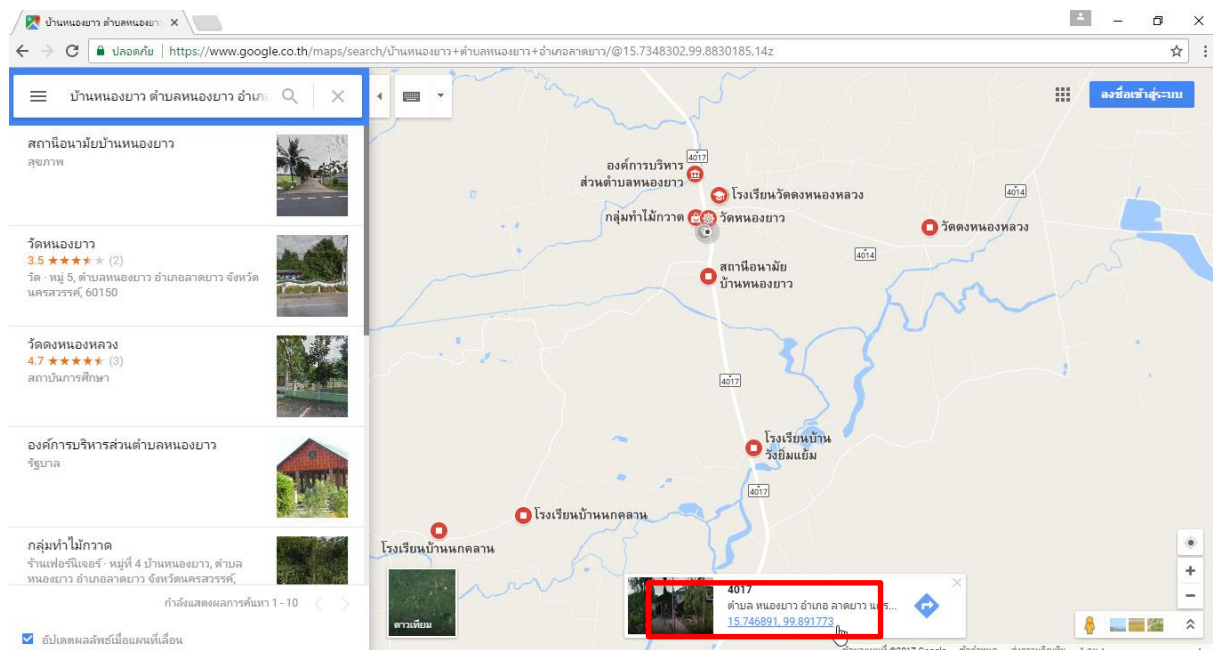 บ้านหนองยาว ตำบลหนองยาว
ปลอดภัย https://www.google.co.th/maps/search/บ้านหนองยาว+ตำบลหนองยาว+อำเภอลาดยาว/@15.7348302,99.8830185,14z
บ้านหนองยาว ตำบลหนองยาว อำเภอ
ลงชื่อเข้าสู่ระบบ
สถานีอนามัยบ้านหนองยาว
สุขภาพ
วัดหนองยาว
3.5 ★★★★★ (2)
วัด · หมู่ 5, ตำบลหนองยาว อำเภอลาดยาว จังหวัด
นครสวรรค์, 60150
วัดดงหนองหลวง
4.7 ★★★★★ (3)
สถาบันการศึกษา
องค์การบริหารส่วนตำบลหนองยาว
รัฐบาล
กลุ่มทำไม้กวาด
ร้านเฟอร์นิเจอร์ · หมู่ที่ 4 บ้านหนองยาว, ตำบล
หนองยาว อำเภอลาดยาว จังหวัดนครสวรรค์,
กำลังแสดงผลการค้นหา 1 - 10
อัปเดตผลลัพธ์เมื่อแผนที่เลื่อน
4017
องค์การบริหาร
ส่วนตำบลหนองยาว
โรงเรียนวัดดงหนองหลวง
4014
กลุ่มทำไม้กวาด
วัดหนองยาว
วัดดงหนองหลวง
4014
สถานีอนามัย
บ้านหนองยาว
4017
โรงเรียนบ้าน
วังยิ้มแย้ม
4017
โรงเรียนบ้านนกคลาน
โรงเรียนบ้านนกคลาน
ดาวเทียม
4017
ตำบล หนองยาว อำเภอ ลาดยาว นคร...
15.746891, 99.891773